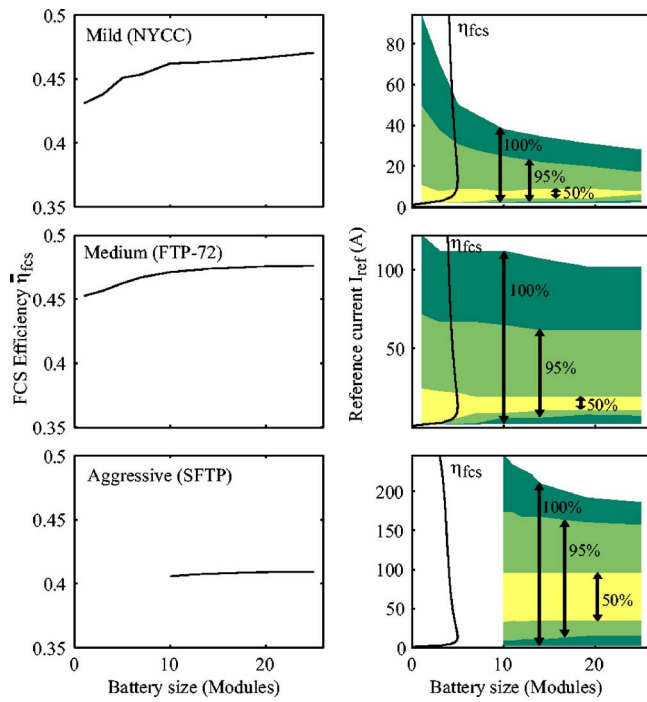 0.5
0.45
0.4
0.35
Mild (NYCC)
80
60
40
20
0
ηfcs
100%
95%
50%
FCS Efficiency η̄fcs
0.5
0.45
0.4
0.35
Medium (FTP-72)
Reference current Iref (A)
100
50
ηfcs
100%
95%
50%
0.5
0.45
0.4
0.35
Aggressive (SFTP)
0 10 20
Battery size (Modules)
200
150
100
50
0
ηfcs
100%
95%
50%
0 10 20
Battery size (Modules)